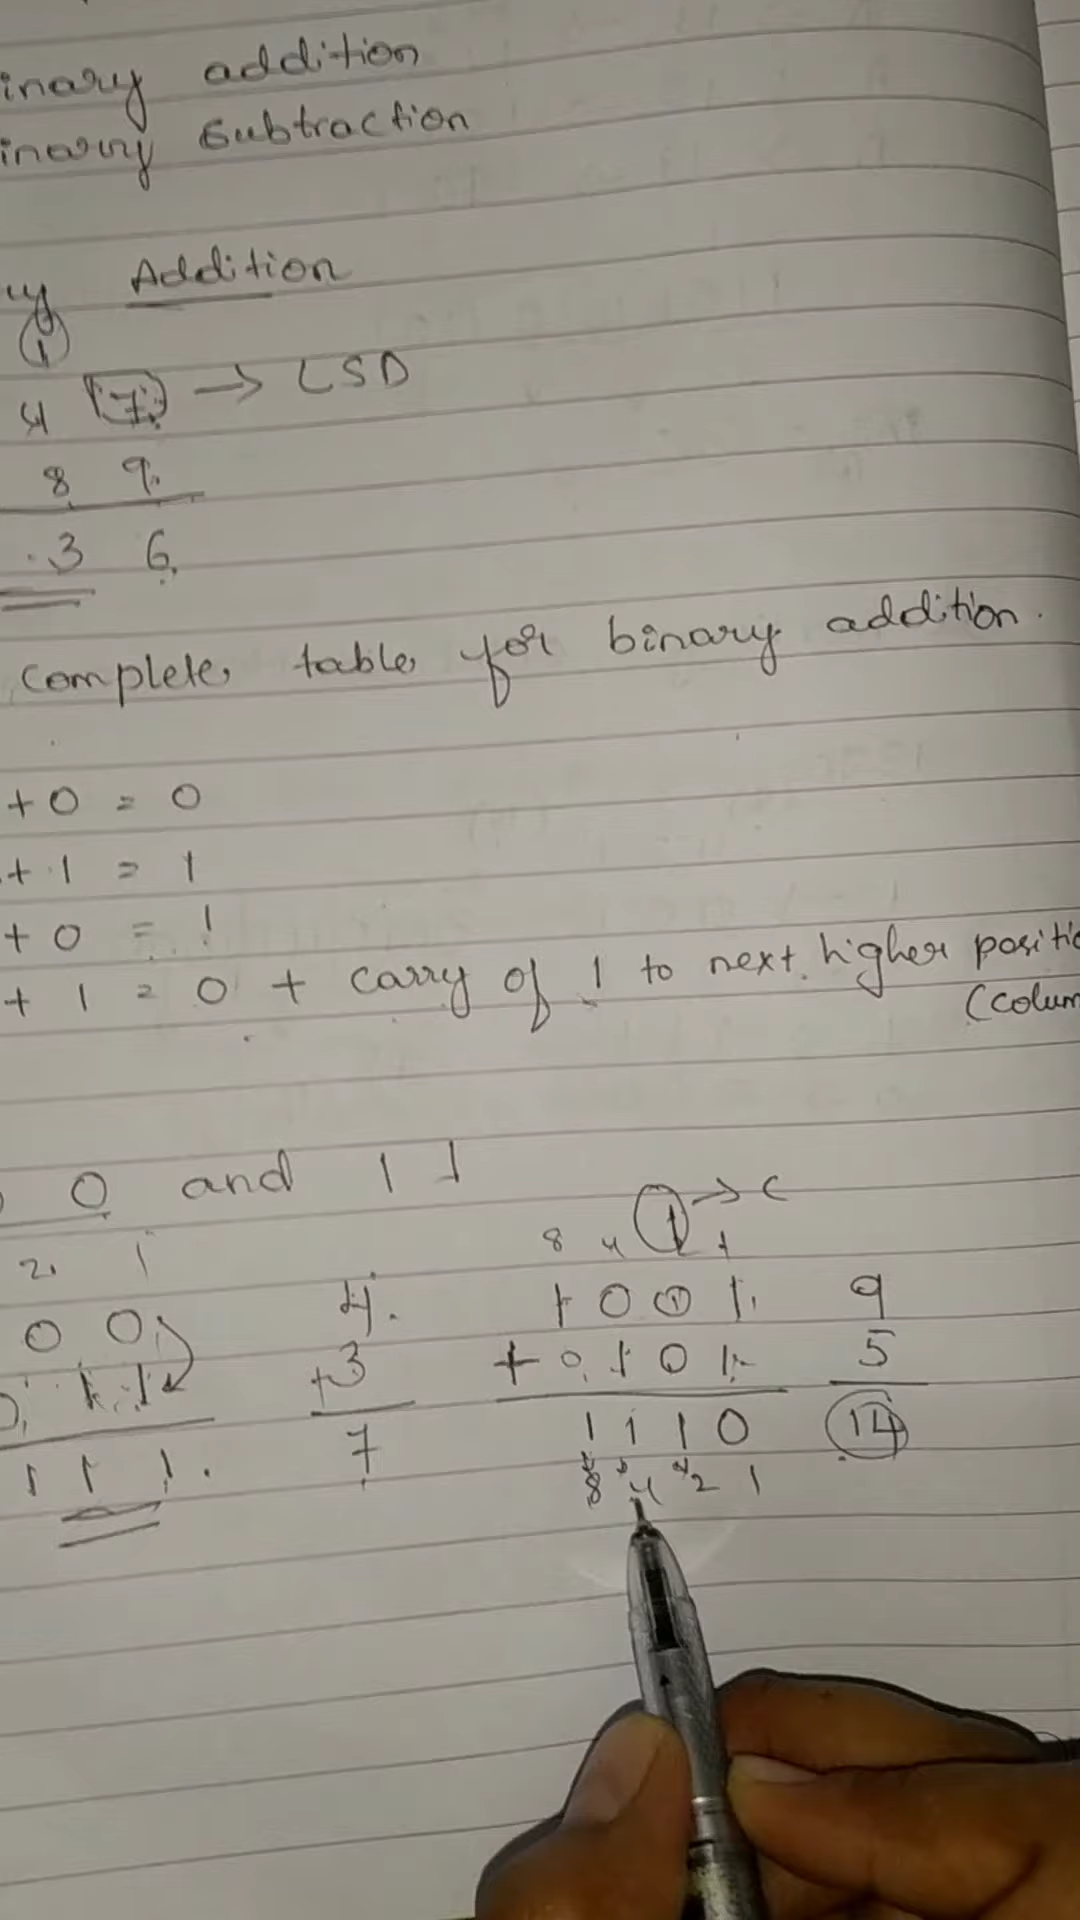 inary addition
inary Subtraction
y Addition
1
4 7 → LSD
8 9
3 6
Complete table for binary addition.
+ 0 = 0
+ 1 = 1
+ 0 = 1
+ 1 = 0 + carry of 1 to next higher positio
(Colum
0 and 11
1 → C
2 1 8 4 1
0 0 4 1 0 0 1 9
1 1 +3 + 0 1 0 1 5
1 1 1 7 1 1 1 0 14
8 4 2 1